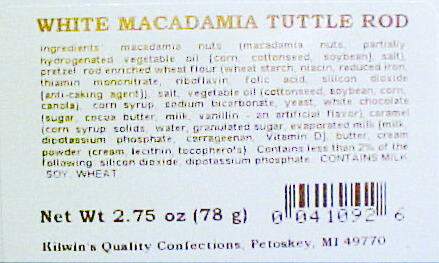 WHITE MACADAMIA TUTTLE ROD
ingredients: macadamia nuts (macadamia nuts, partially
hydrogenated vegetable oil [corn, cottonseed, soybean], salt),
pretzel rod enriched wheat flour (wheat starch, niacin, reduced iron,
thiamin mononitrate, riboflavin, folic acid, silicon dioxide
[anti-caking agent]), salt, vegetable oil (cottonseed, soybean, corn,
canola), corn syrup, sodium bicarbonate, yeast, white chocolate
(sugar, cocoa butter, milk, vanillin - an artificial flavor), caramel
(corn syrup solids, water, granulated sugar, evaporated milk [milk,
dipotassium phosphate, carrageenan, Vitamin D], butter, cream
powder (cream, lecithin, tocopherols). Contains less than 2% of the
following: silicon dioxide, dipotassium phosphate. CONTAINS MILK
SOY, WHEAT
Net Wt 2.75 oz (78 g)
0 041092 6
Kilwin's Quality Confections, Petoskey, MI 49770